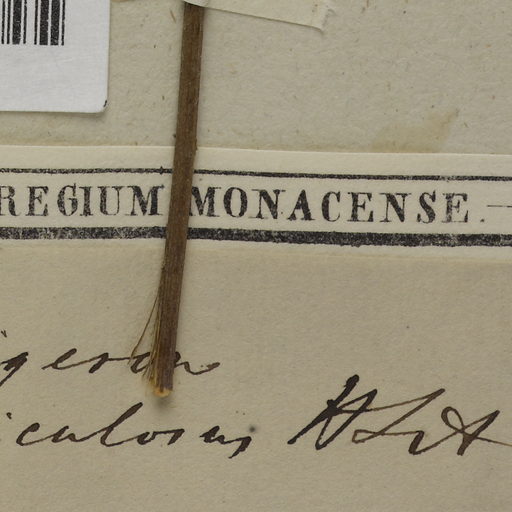 REGIUM MONACENSE.—
igeron
iculosus H